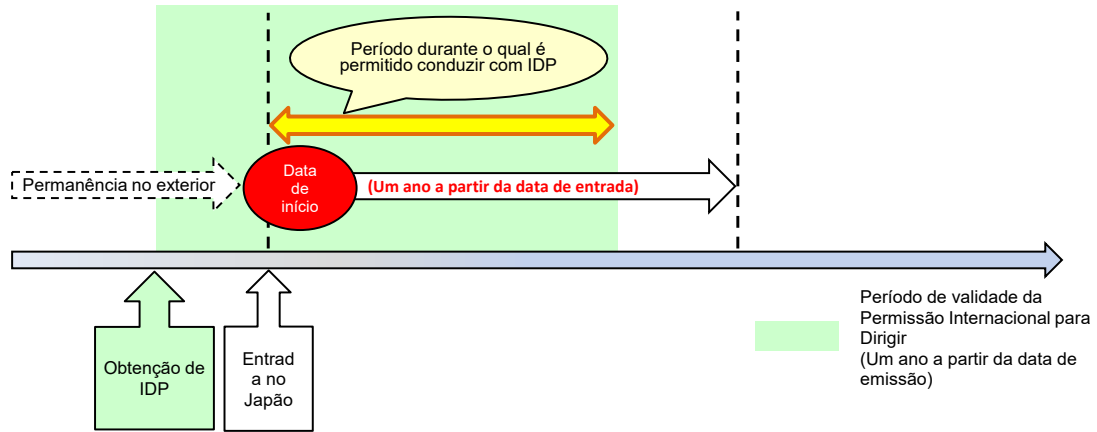 Período durante o qual é
permitido conduzir com IDP
Permanência no exterior
Data
de
início
(Um ano a partir da data de entrada)
Obtenção de
IDP
Entrad
a no
Japão
Período de validade da
Permissão Internacional para
Dirigir
(Um ano a partir da data de
emissão)